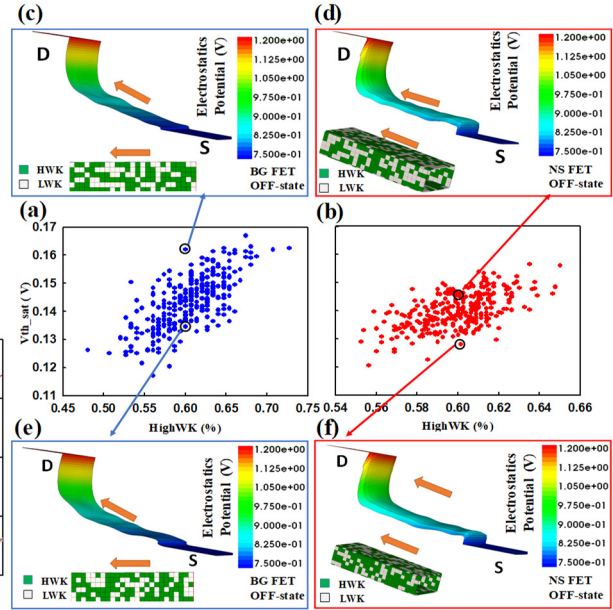 (c)
D
S
Electrostatics
Potential (V)
1.200e+00
1.125e+00
1.050e+00
9.750e-01
9.000e-01
8.250e-01
7.500e-01
HWK
LWK
BG FET
OFF-state
(d)
D
S
Electrostatics
Potential (V)
1.200e+00
1.125e+00
1.050e+00
9.750e-01
9.000e-01
8.250e-01
7.500e-01
HWK
LWK
NS FET
OFF-state
(a)
Vth_sat (V)
0.17
0.16
0.15
0.14
0.13
0.12
0.11
0.45 0.50 0.55 0.60 0.65 0.70 0.75
HighWK (%)
(b)
0.54 0.56 0.58 0.60 0.62 0.64 0.66
HighWK (%)
(e)
D
S
Electrostatics
Potential (V)
1.200e+00
1.125e+00
1.050e+00
9.750e-01
9.000e-01
8.250e-01
7.500e-01
HWK
LWK
BG FET
OFF-state
(f)
D
S
Electrostatics
Potential (V)
1.200e+00
1.125e+00
1.050e+00
9.750e-01
9.000e-01
8.250e-01
7.500e-01
HWK
LWK
NS FET
OFF-state